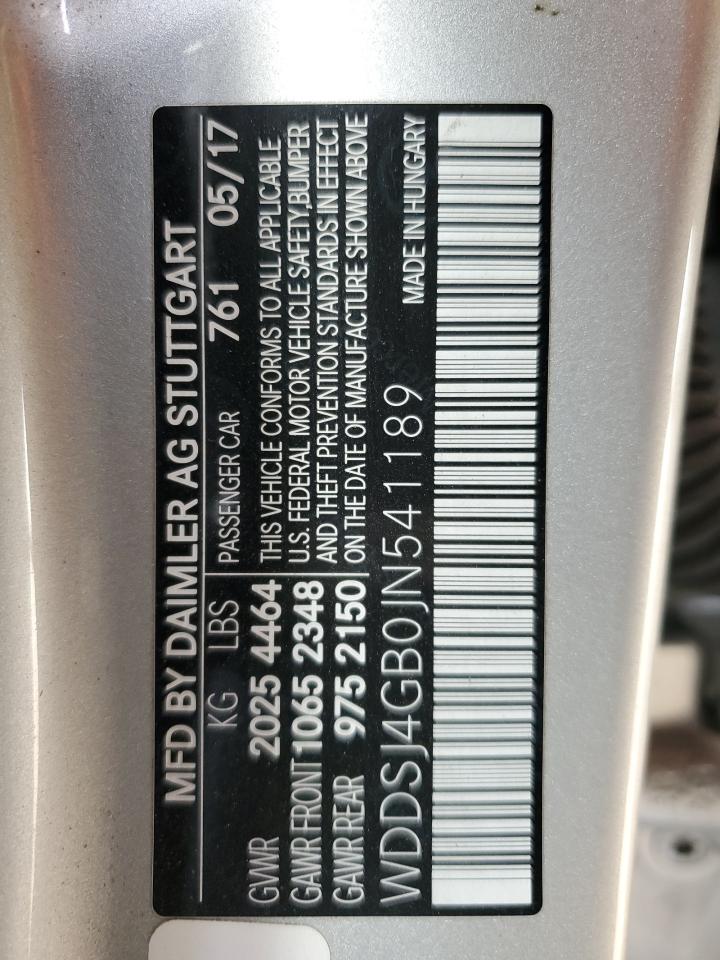 MFD BY DAIMLER AG STUTTGART
KG LBS
GVWR 2025 4464
GAWR FRONT 1065 2348
GAWR REAR 975 2150
PASSENGER CAR 761 05/17
THIS VEHICLE CONFORMS TO ALL APPLICABLE
U.S. FEDERAL MOTOR VEHICLE SAFETY,BUMPER
AND THEFT PREVENTION STANDARDS IN EFFECT
ON THE DATE OF MANUFACTURE SHOWN ABOVE
WDDSJ4GB0JN541189
MADE IN HUNGARY